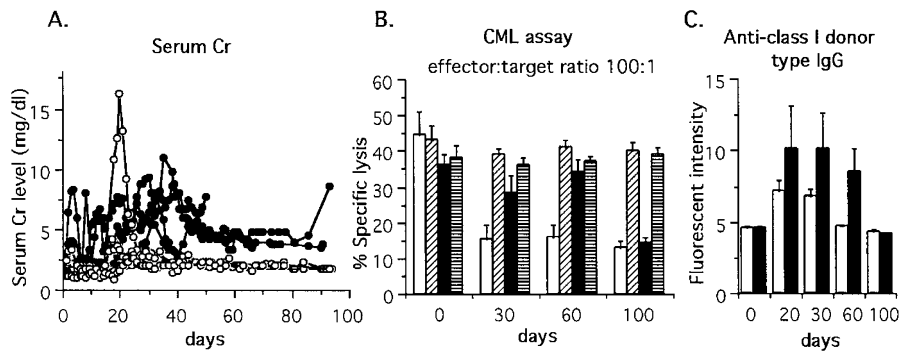 A.
Serum Cr
Serum Cr level (mg/dl)
15
10
5
0
0 20 40 60 80 100
days
B.
CML assay
effector:target ratio 100:1
% Specific lysis
60
50
40
30
20
10
0
0 30 60 100
days
C.
Anti-class I donor
type IgG
Fluorescent intensity
15
10
5
0
0 20 30 60 100
days